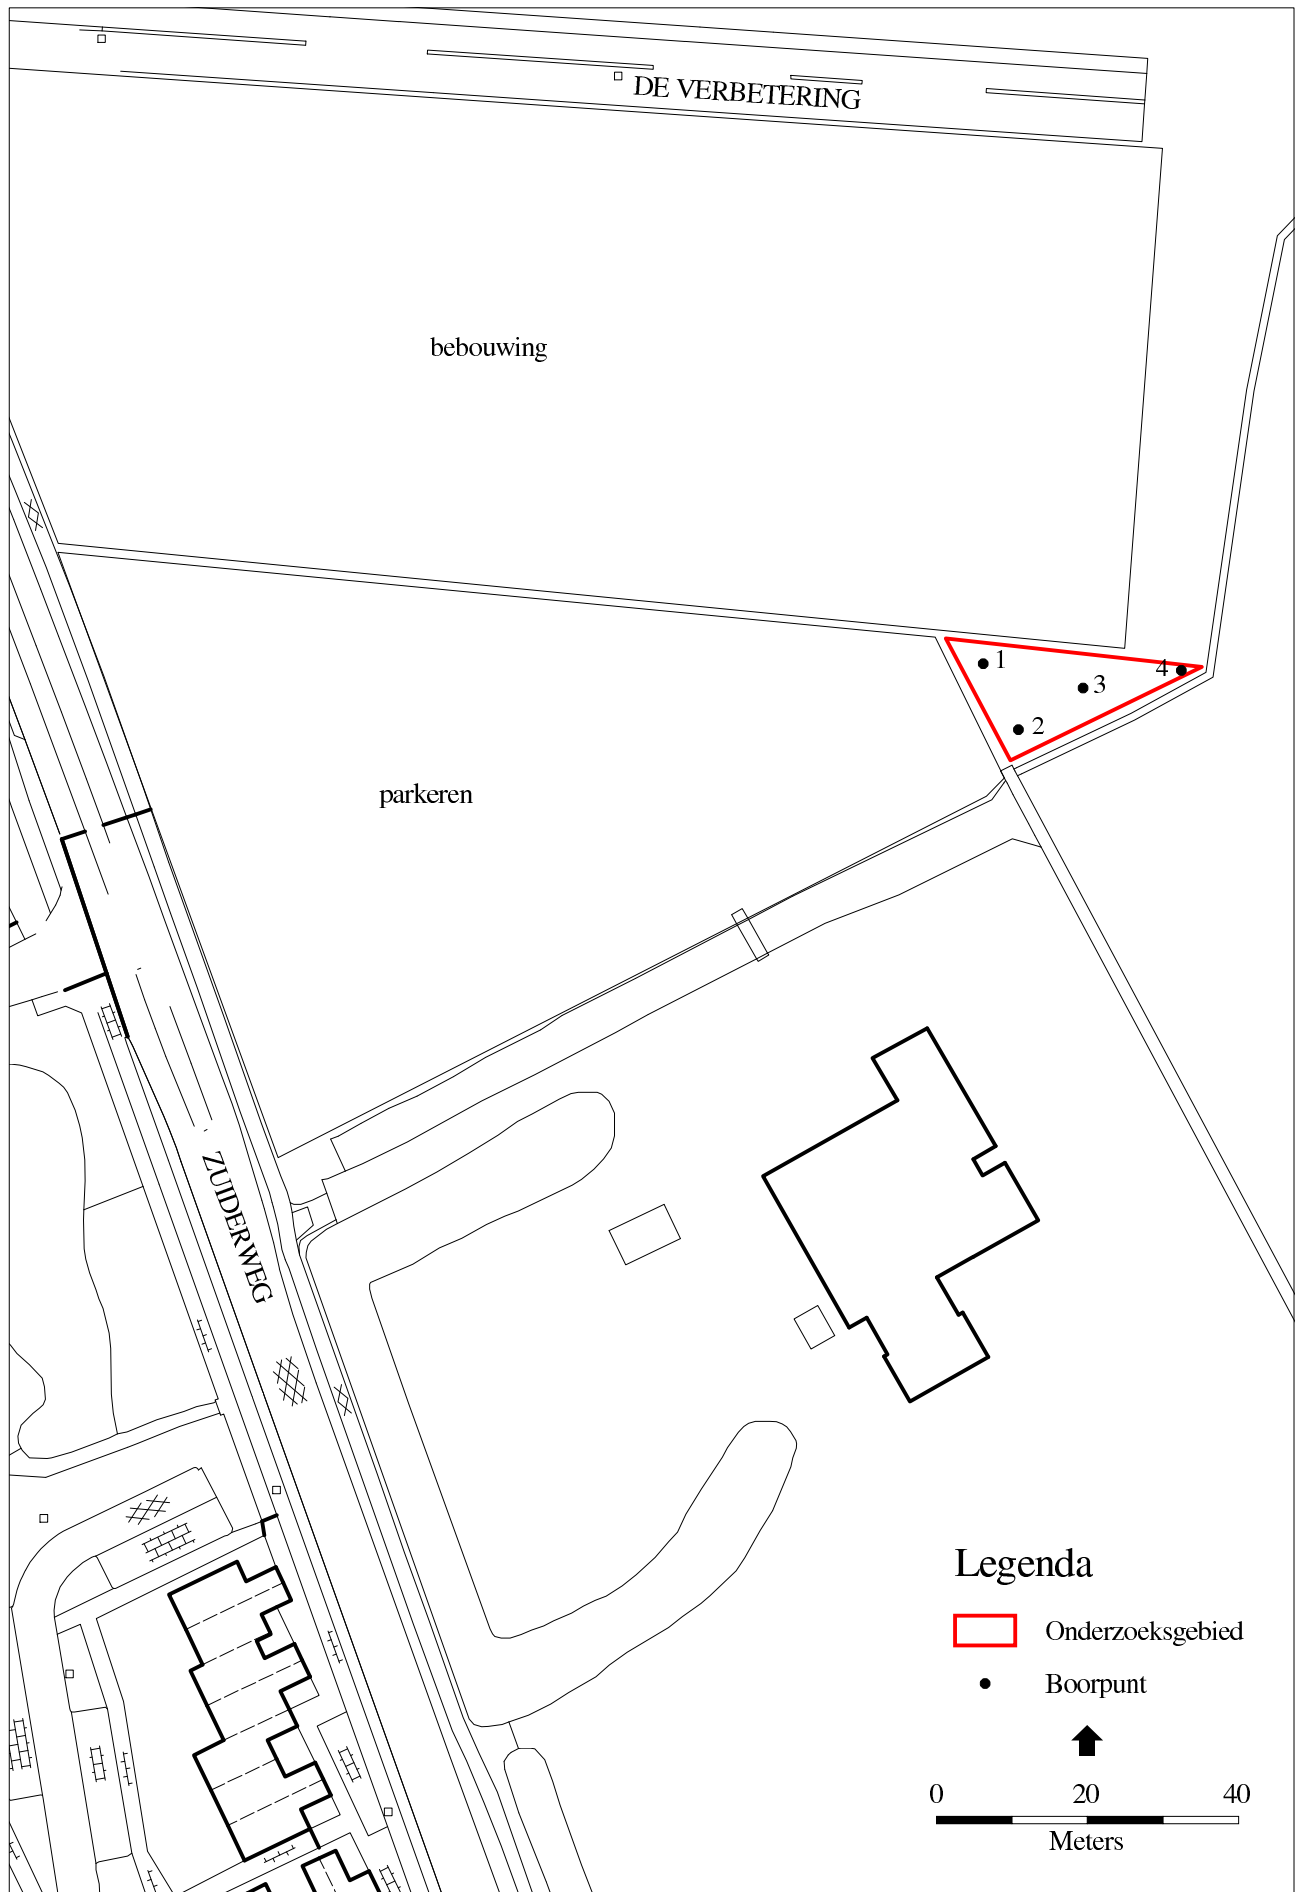 DE VERBETERING
bebouwing
1
4
3
2
parkeren
ZUIDERWEG
Legenda
Onderzoeksgebied
Boorpunt
0 20 40
Meters